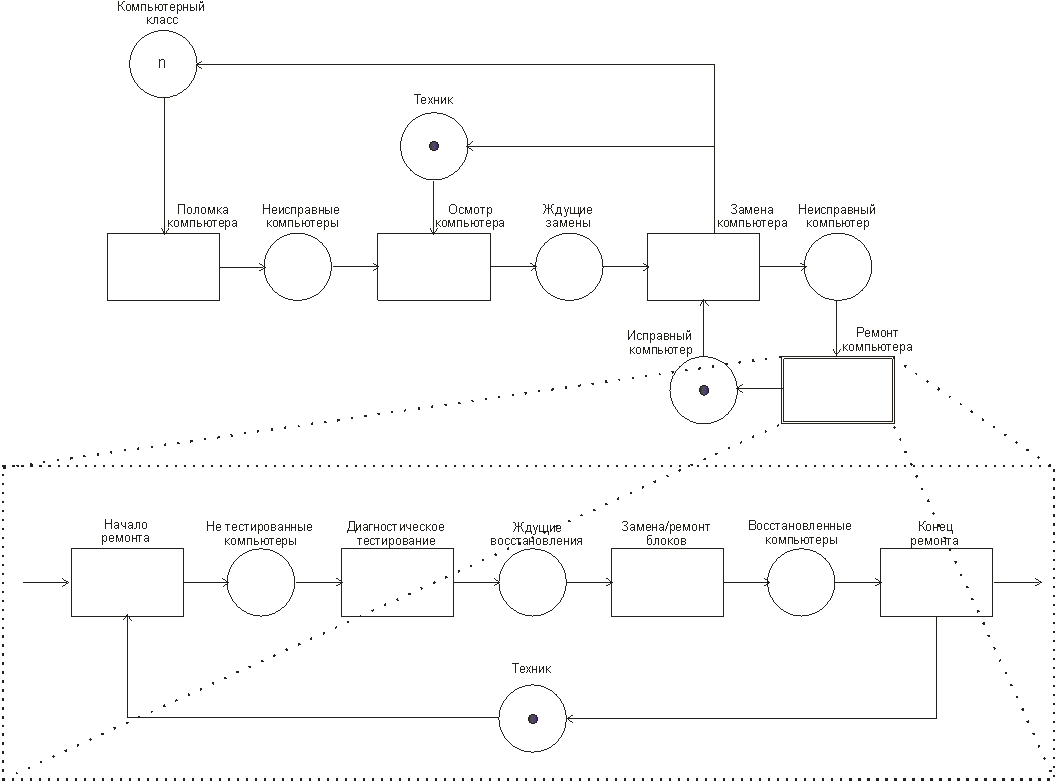 Компьютерный
класс
n
Техник
Поломка
компьютера
Неисправные
компьютеры
Осмотр
компьютера
Ждущие
замены
Замена
компьютера
Неисправный
компьютер
Исправный
компьютер
Ремонт
компьютера
Начало
ремонта
Не тестированные
компьютеры
Диагностическое
тестирование
Ждущие
восстановления
Замена/ремонт
блоков
Восстановленные
компьютеры
Конец
ремонта
Техник